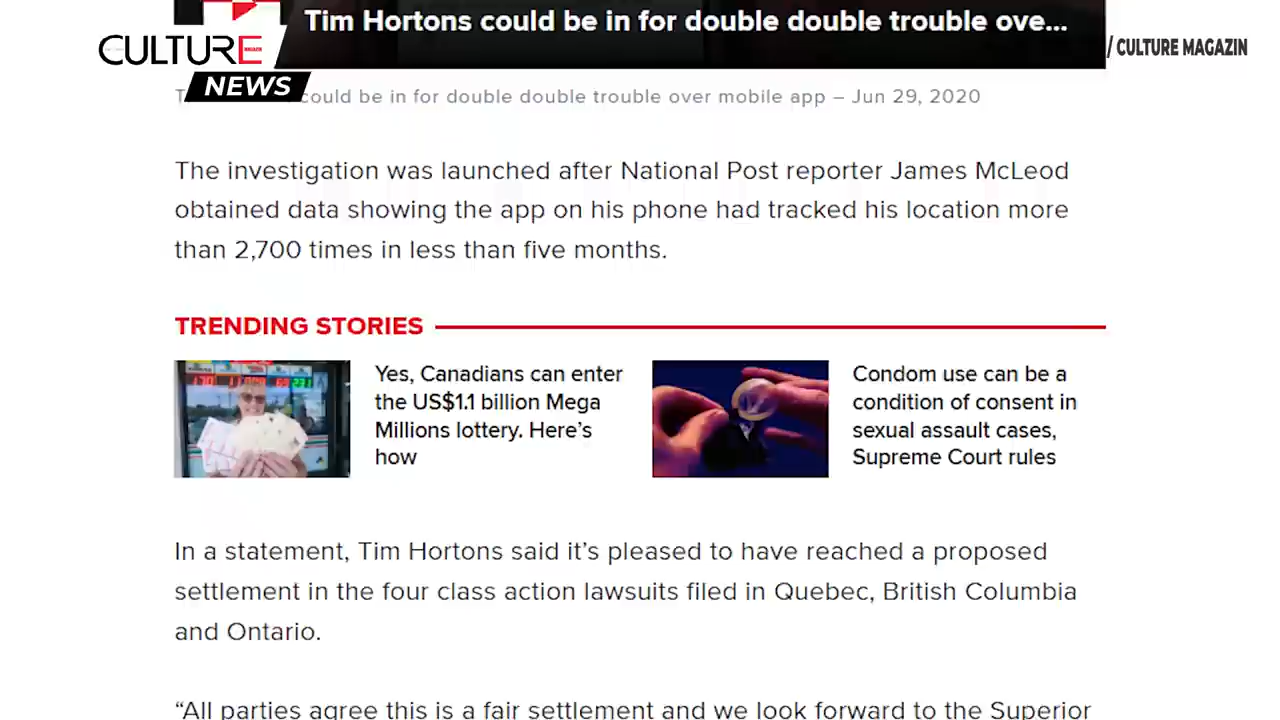 Tim Hortons could be in for double double trouble ove...
CULTURE
/ CULTURE MAGAZIN
NEWS
could be in for double double trouble over mobile app – Jun 29, 2020
The investigation was launched after National Post reporter James McLeod
obtained data showing the app on his phone had tracked his location more
than 2,700 times in less than five months.
TRENDING STORIES
Yes, Canadians can enter
the US$1.1 billion Mega
Millions lottery. Here’s
how
Condom use can be a
condition of consent in
sexual assault cases,
Supreme Court rules
In a statement, Tim Hortons said it’s pleased to have reached a proposed
settlement in the four class action lawsuits filed in Quebec, British Columbia
and Ontario.
“All parties agree this is a fair settlement and we look forward to the Superior